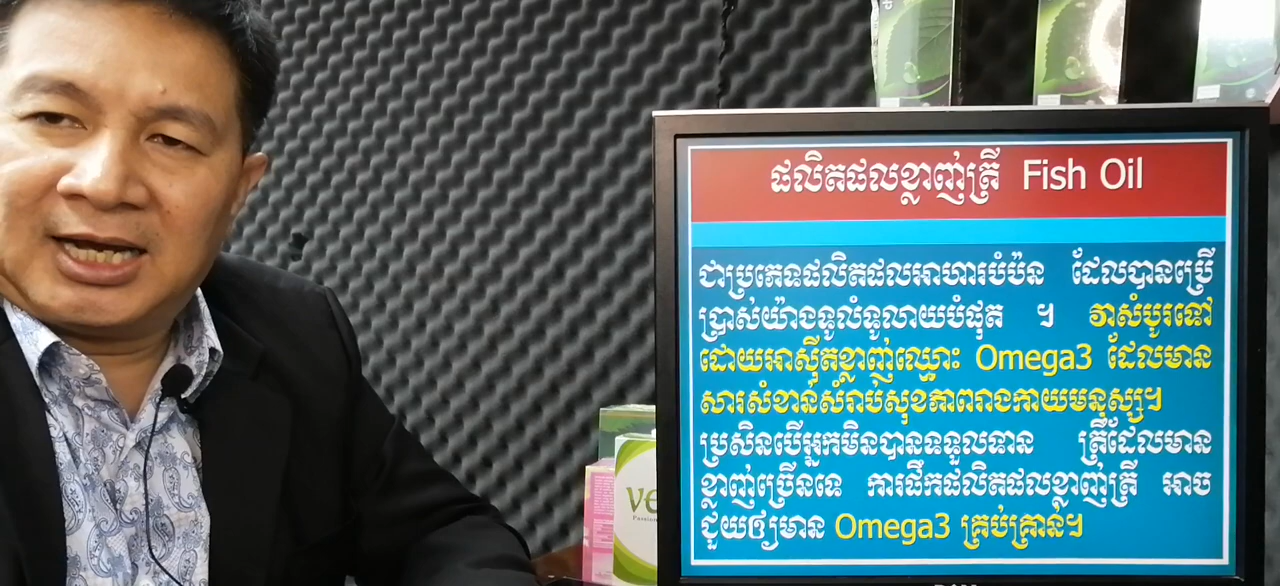 ផលិតផលខ្លាញ់ត្រី Fish Oil
ជាប្រភេទផលិតផលអាហារបំប៉ន ដែលបានប្រើ
ប្រាស់យ៉ាងទូលំទូលាយបំផុត ។ វាសំបូរទៅ
ដោយអាស៊ីតខ្លាញ់ឈ្មោះ Omega3 ដែលមាន
សារសំខាន់សំរាប់សុខភាពរាងកាយមនុស្ស។
ប្រសិនបើអ្នកមិនបានទទួលទាន ត្រីដែលមាន
ខ្លាញ់ច្រើនទេ ការផឹកផលិតផលខ្លាញ់ត្រី អាច
ជួយឲ្យមាន Omega3 គ្រប់គ្រាន់។
Ve
Passion